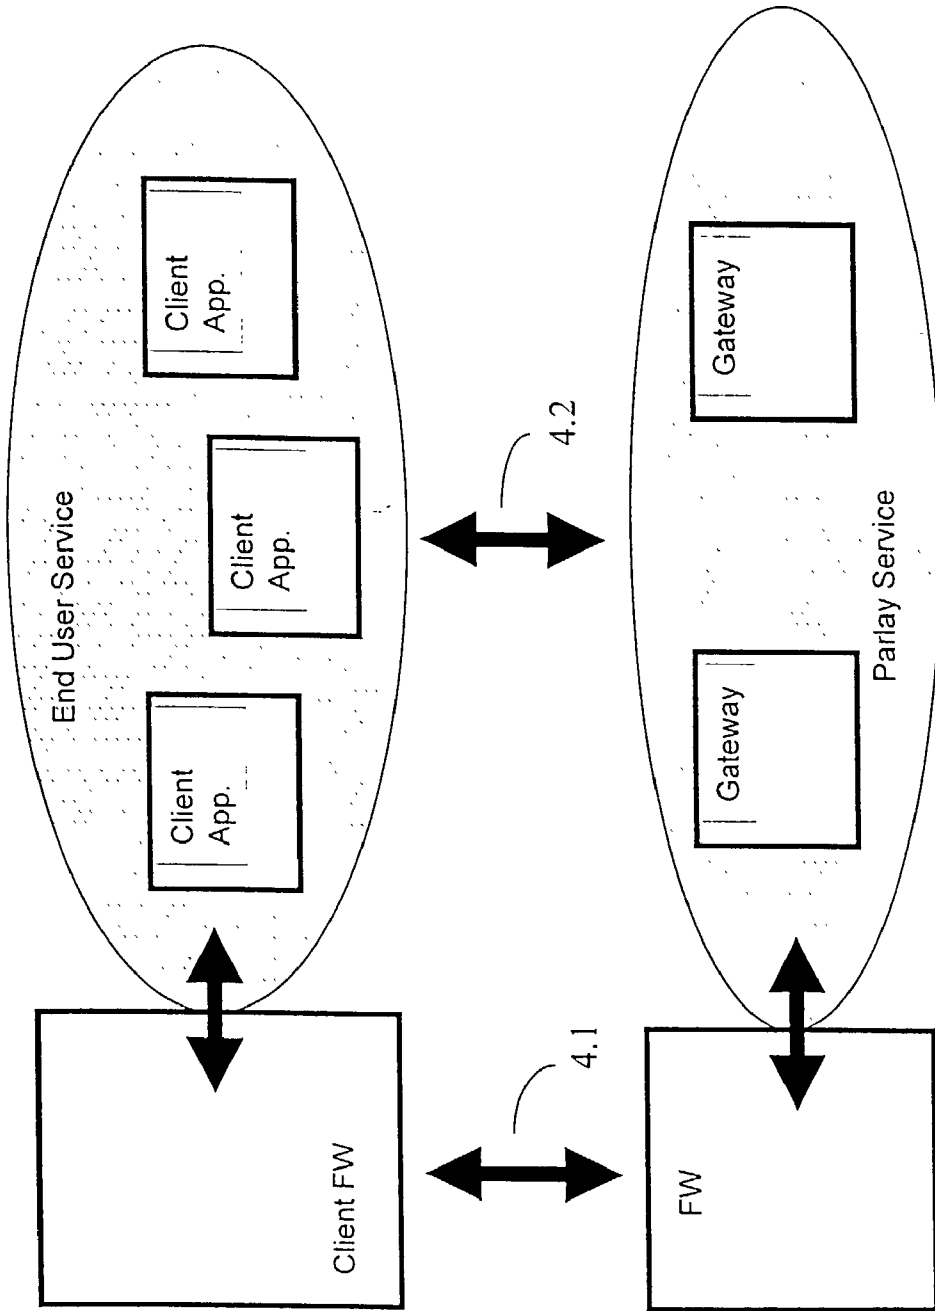 End User Service
Client
App.
Client
App.
Client
App.
Client FW
4.1
4.2
FW
Gateway
Gateway
Parlay Service